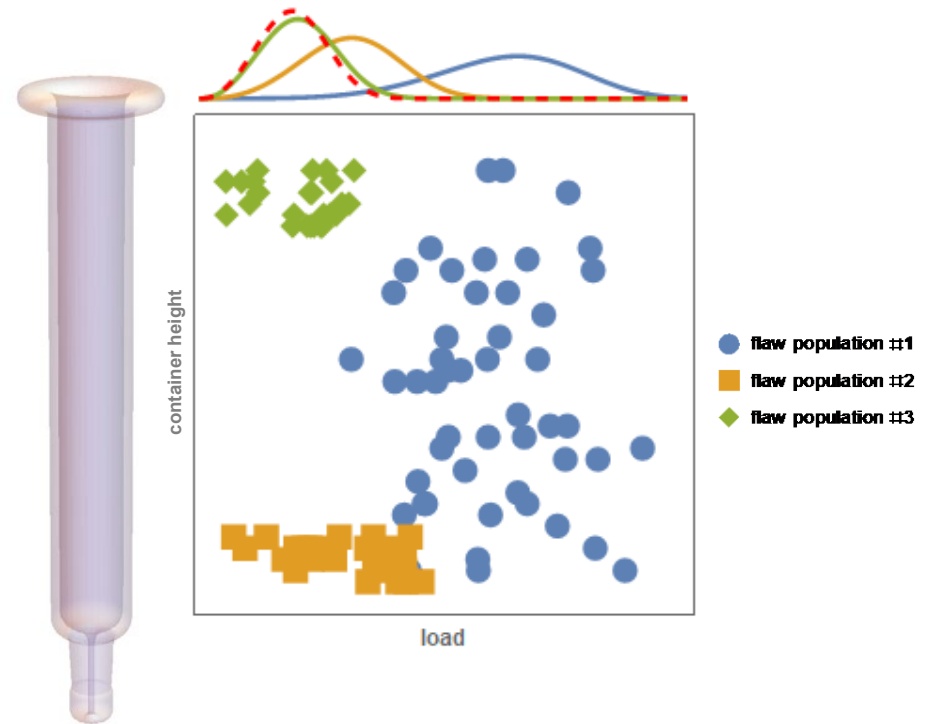 container height
load
flaw population #1
flaw population #2
flaw population #3